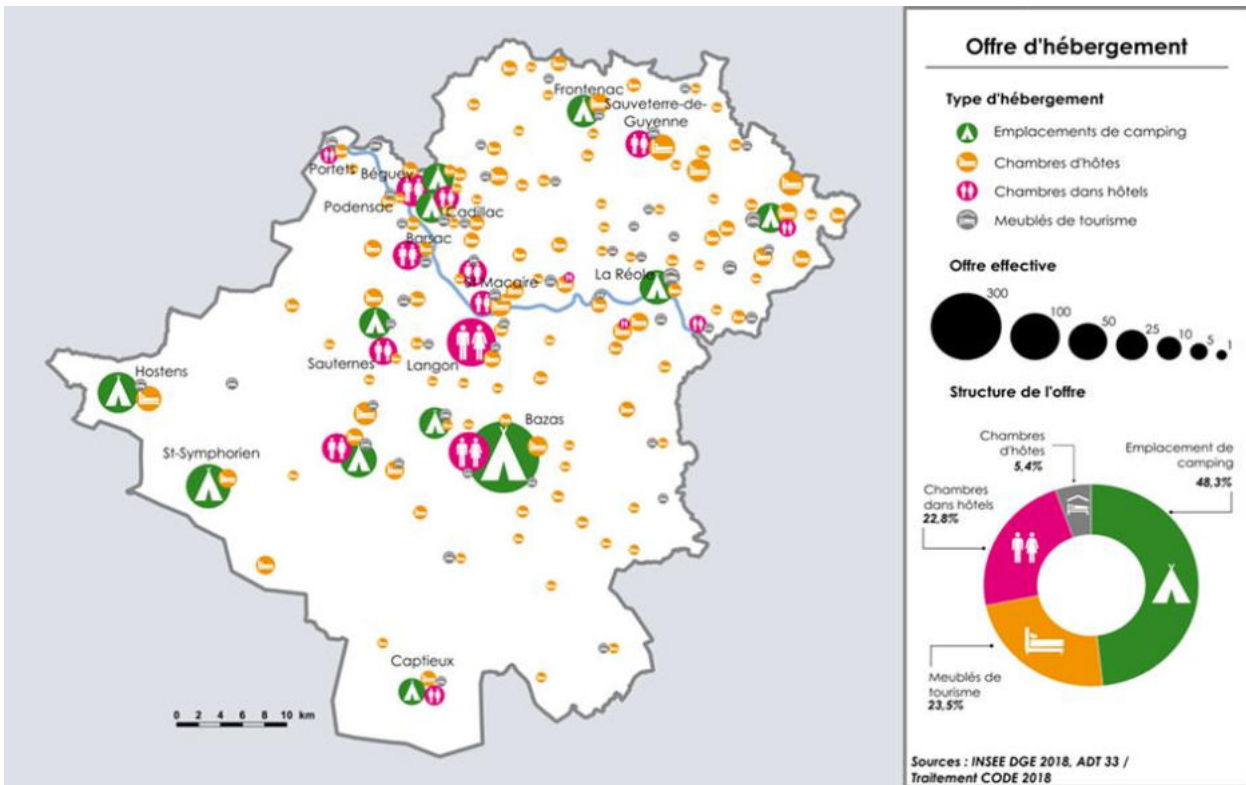 Frontenac
Sauveterre-de-
Guyenne
Portets
Béguey
Podensac
Cadillac
Barsac
La Réole
St Macaire
Sauternes
Langon
Hostens
Bazas
St-Symphorien
Captieux
0 2 4 6 8 10 km
Offre d'hébergement
Type d'hébergement
Emplacements de camping
Chambres d'hôtes
Chambres dans hôtels
Meublés de tourisme
Offre effective
300
100
50
25
10
5
1
Structure de l'offre
Chambres
d'hôtes
5,4%
Emplacement de
camping
48,3%
Chambres
dans hôtels
22,8%
Meublés de
tourisme
23,5%
Sources : INSEE DGE 2018, ADT 33 /
Traitement CODE 2018